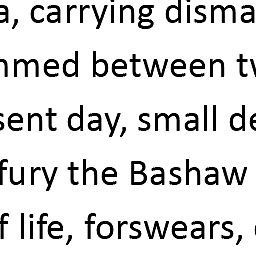 a, carrying disma
nmed between tw
sent day, small de
fury the Bashaw
f life, forswears,